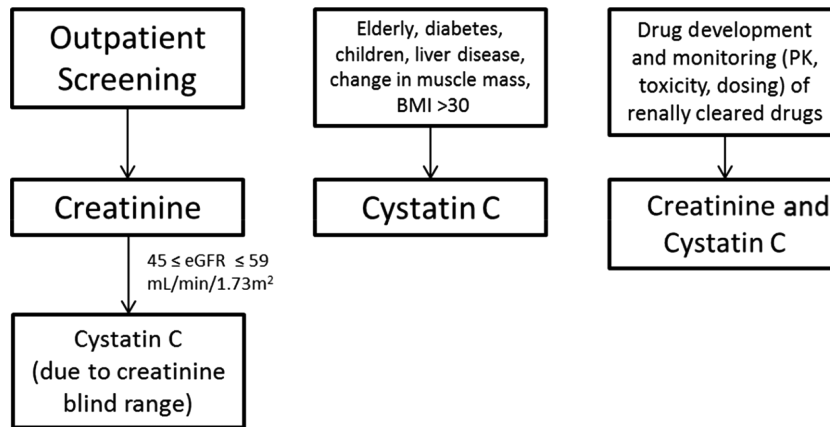 Outpatient
Screening
Creatinine
45 ≤ eGFR ≤ 59
mL/min/1.73m²
Cystatin C
(due to creatinine
blind range)
Elderly, diabetes,
children, liver disease,
change in muscle mass,
BMI >30
Cystatin C
Drug development
and monitoring (PK,
toxicity, dosing) of
renally cleared drugs
Creatinine and
Cystatin C